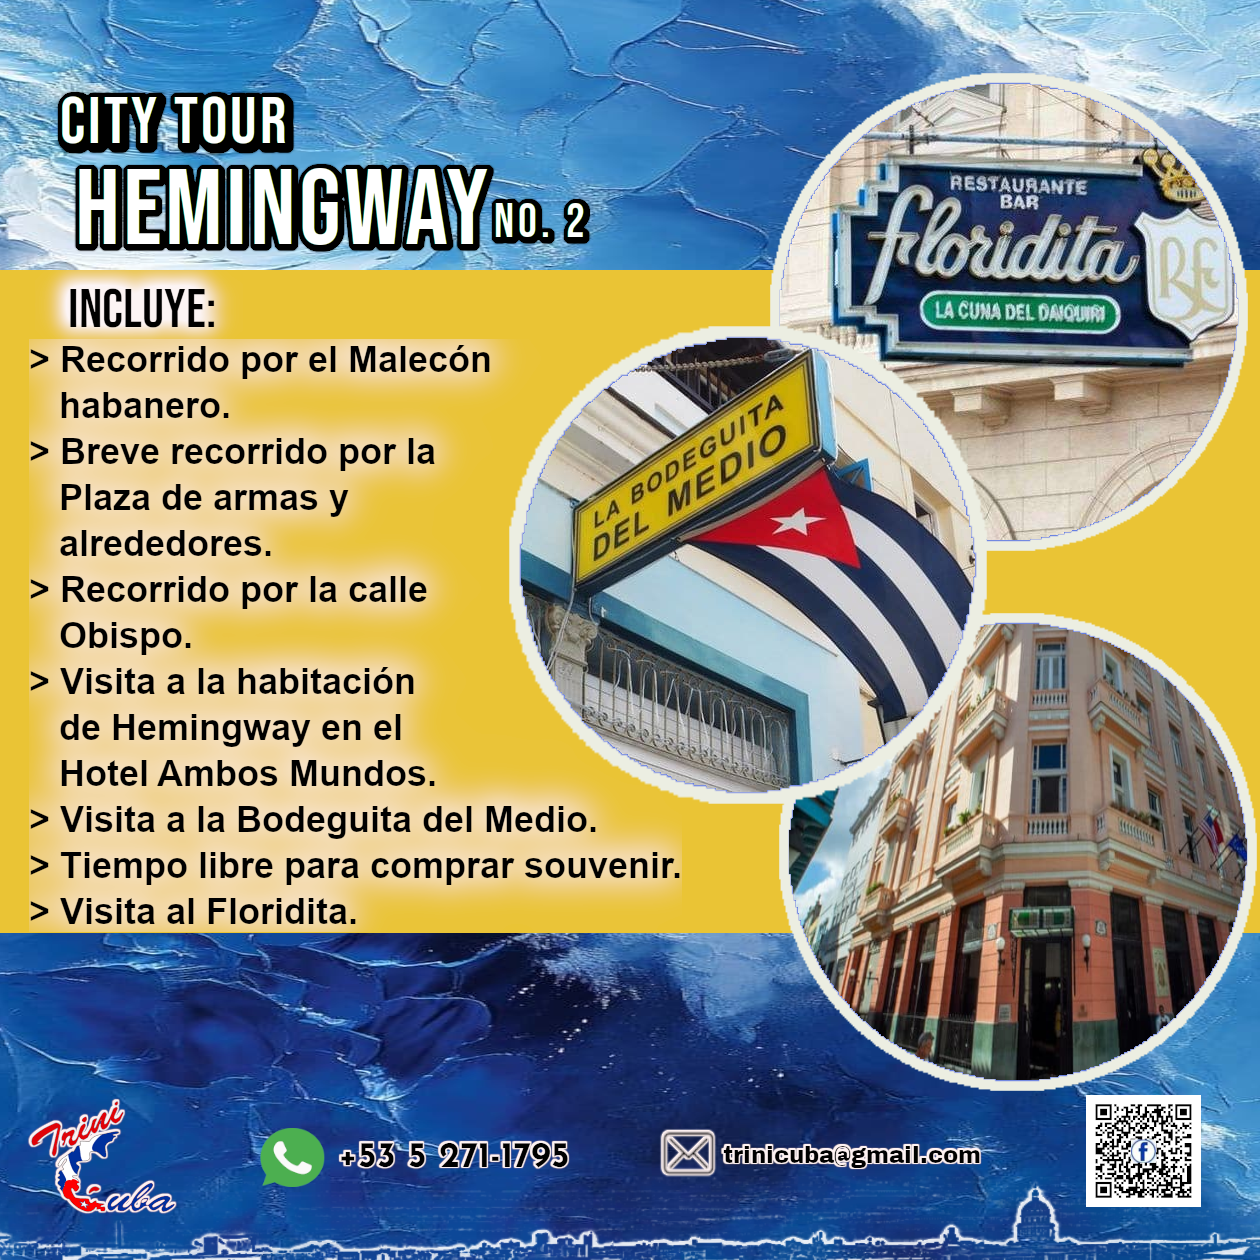 CITY TOUR
HEMINGWAY NO. 2
INCLUYE:
> Recorrido por el Malecón
habanero.
> Breve recorrido por la
Plaza de armas y
alrededores.
> Recorrido por la calle
Obispo.
> Visita a la habitación
de Hemingway en el
Hotel Ambos Mundos.
> Visita a la Bodeguita del Medio.
> Tiempo libre para comprar souvenir.
> Visita al Floridita.
RESTAURANTE
BAR
Floridita
LA CUNA DEL DAIQUIRI
LA BODEGUITA
DEL MEDIO
Trini
Cuba
+53 5 271-1795
trinicuba@gmail.com